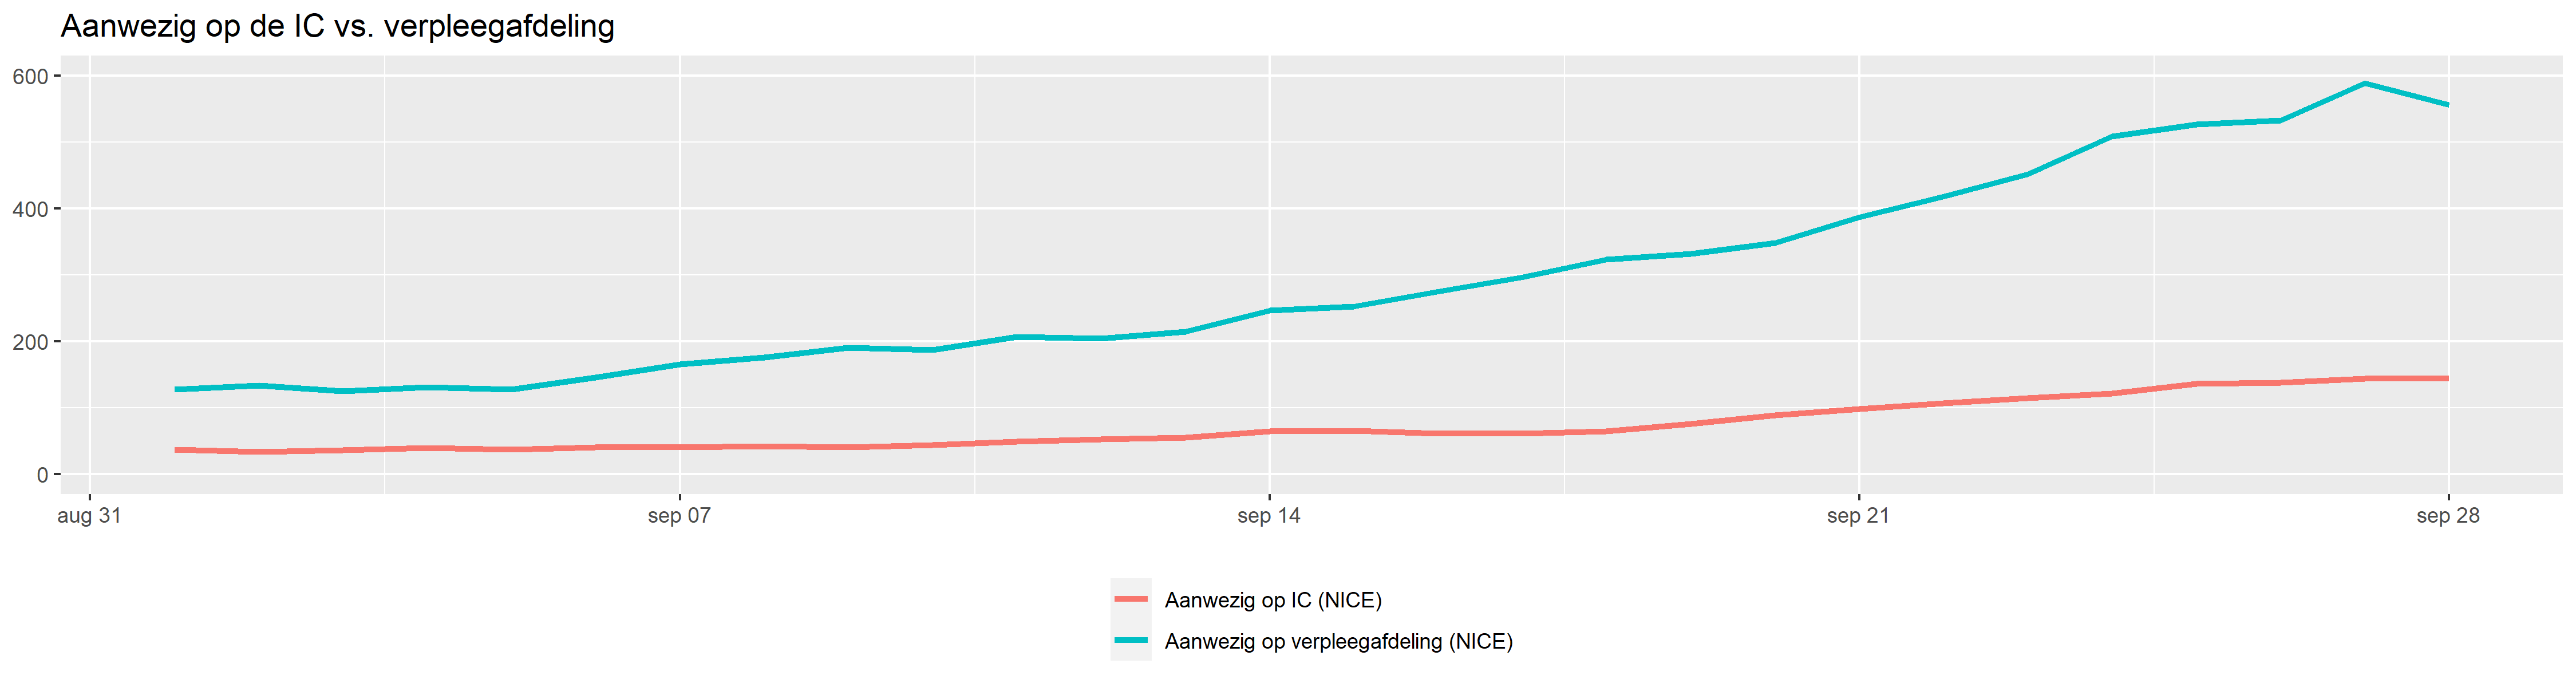 Aanwezig op de IC vs. verpleegafdeling
600
400
200
0
aug 31
sep 07
sep 14
sep 21
sep 28
Aanwezig op IC (NICE)
Aanwezig op verpleegafdeling (NICE)